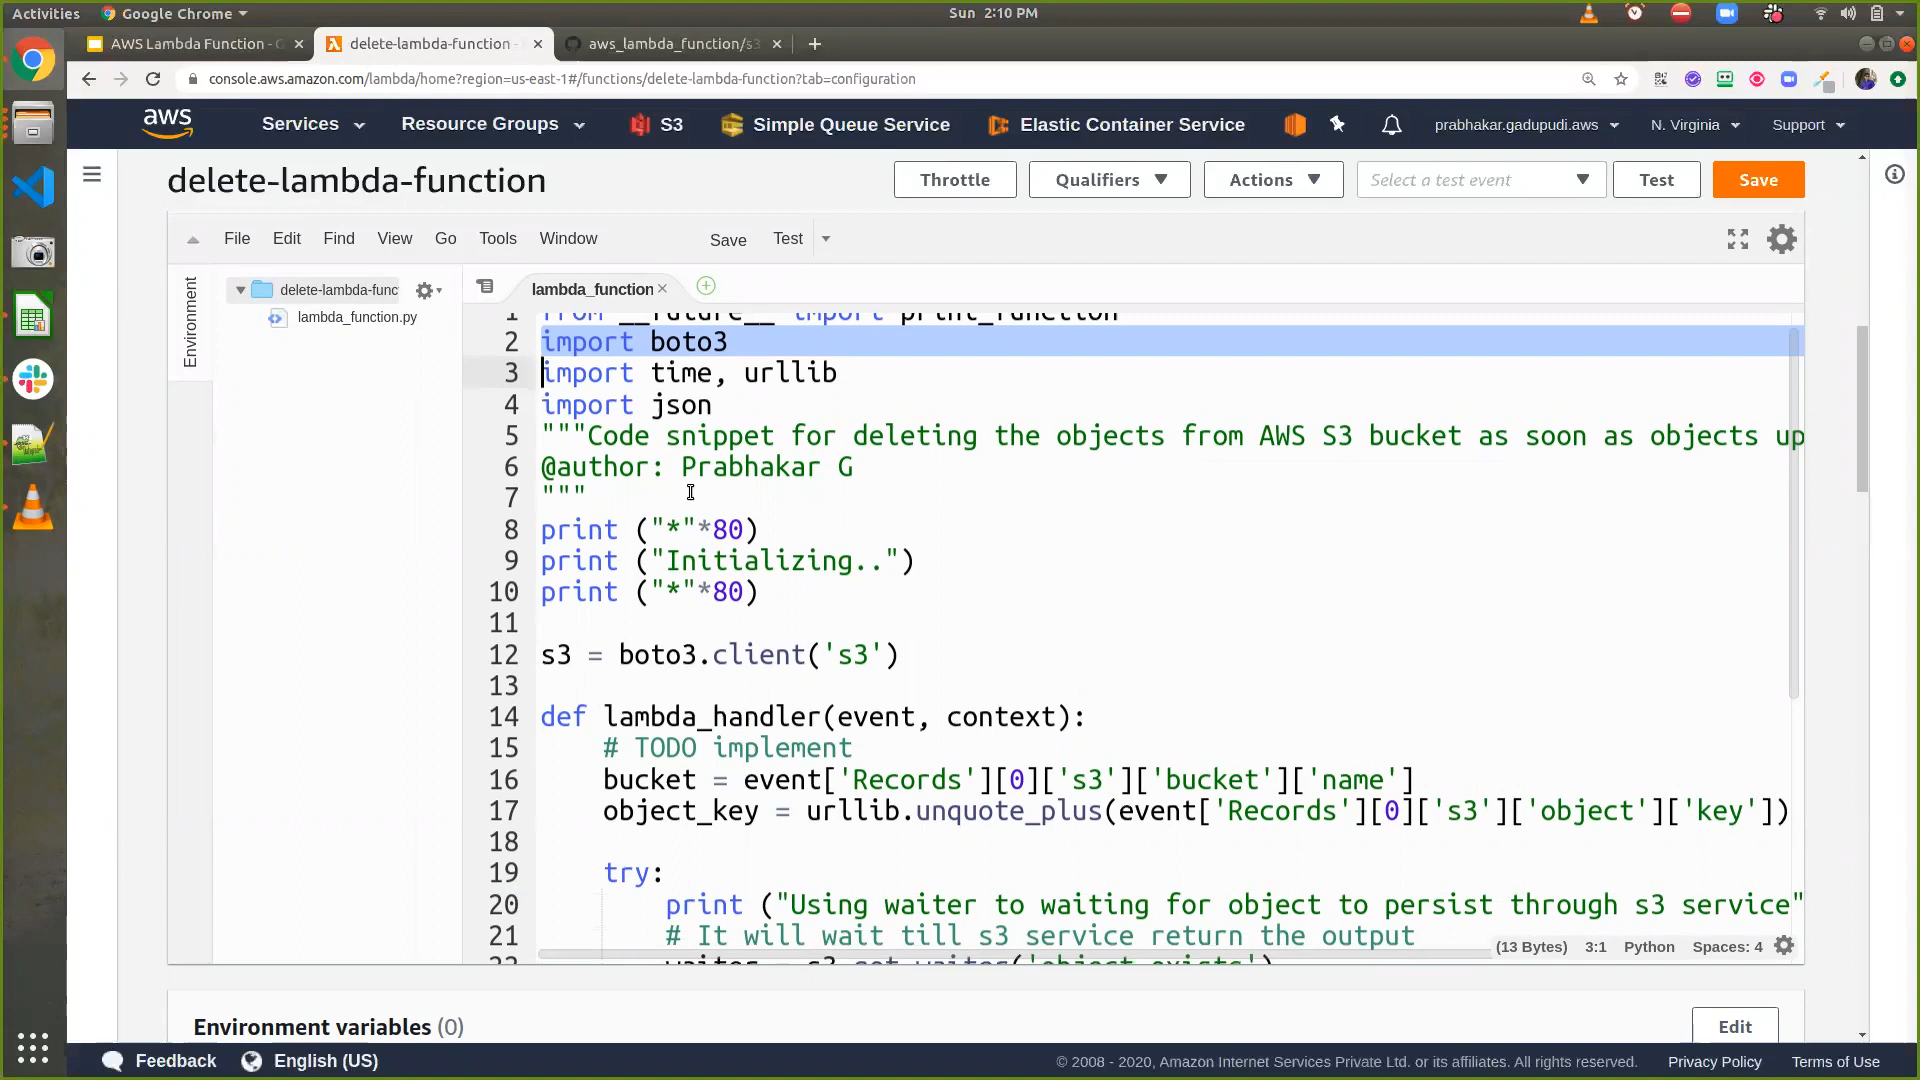 Activities Google Chrome Sun 2:10 PM
AWS Lambda Function - G delete-lambda-function - aws_lambda_function/s3
console.aws.amazon.com/lambda/home?region=us-east-1#/functions/delete-lambda-function?tab=configuration
aws Services Resource Groups S3 Simple Queue Service Elastic Container Service prabhakar.gadupudi.aws N. Virginia Support
delete-lambda-function Throttle Qualifiers Actions Select a test event Test Save
File Edit Find View Go Tools Window Save Test
Environment
delete-lambda-func
lambda_function.py
lambda_function
1 from __future__ import print_function
2 import boto3
3 import time, urllib
4 import json
5 """Code snippet for deleting the objects from AWS S3 bucket as soon as objects up
6 @author: Prabhakar G
7 """
8 print ("*"*80)
9 print ("Initializing..")
10 print ("*"*80)
11
12 s3 = boto3.client('s3')
13
14 def lambda_handler(event, context):
15 # TODO implement
16 bucket = event['Records'][0]['s3']['bucket']['name']
17 object_key = urllib.unquote_plus(event['Records'][0]['s3']['object']['key'])
18
19 try:
20 print ("Using waiter to waiting for object to persist through s3 service"
21 # It will wait till s3 service return the output
22 waiter = s3.get_waiter('object_exists')
(13 Bytes) 3:1 Python Spaces: 4
Environment variables (0) Edit
Feedback English (US) © 2008 - 2020, Amazon Internet Services Private Ltd. or its affiliates. All rights reserved. Privacy Policy Terms of Use